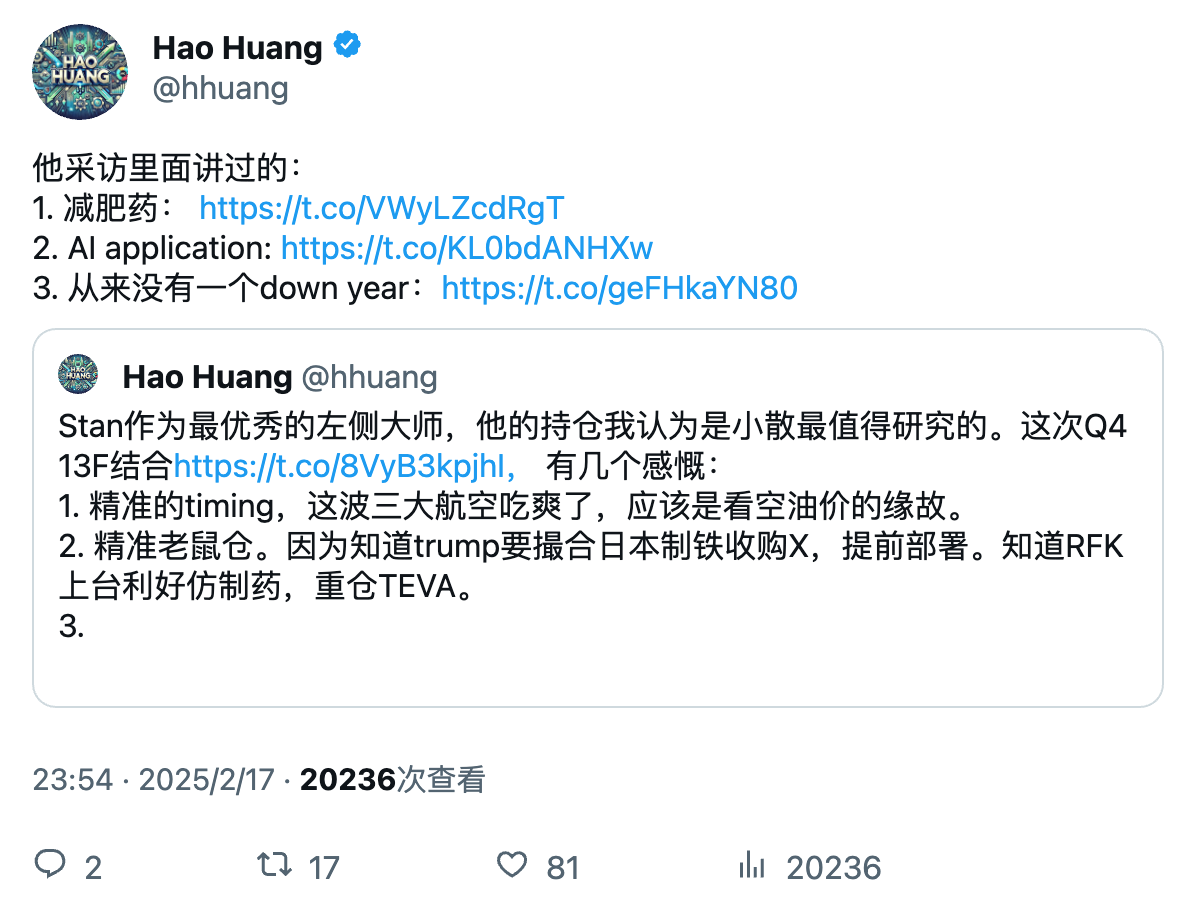 HAO
HUANG
Hao Huang
@hhuang
他采访里面讲过的：
1. 减肥药： https://t.co/VWyLZcdRgT
2. AI application: https://t.co/KL0bdANHXw
3. 从来没有一个down year：https://t.co/geFHkaYN80
HAO
HUANG
Hao Huang @hhuang
Stan作为最优秀的左侧大师，他的持仓我认为是小散最值得研究的。这次Q4
13F结合https://t.co/8VyB3kpjhI， 有几个感慨：
1. 精准的timing，这波三大航空吃爽了，应该是看空油价的缘故。
2. 精准老鼠仓。因为知道trump要撮合日本制铁收购X，提前部署。知道RFK
上台利好仿制药，重仓TEVA。
3.
23:54 · 2025/2/17 · 20236次查看
2 17 81 20236